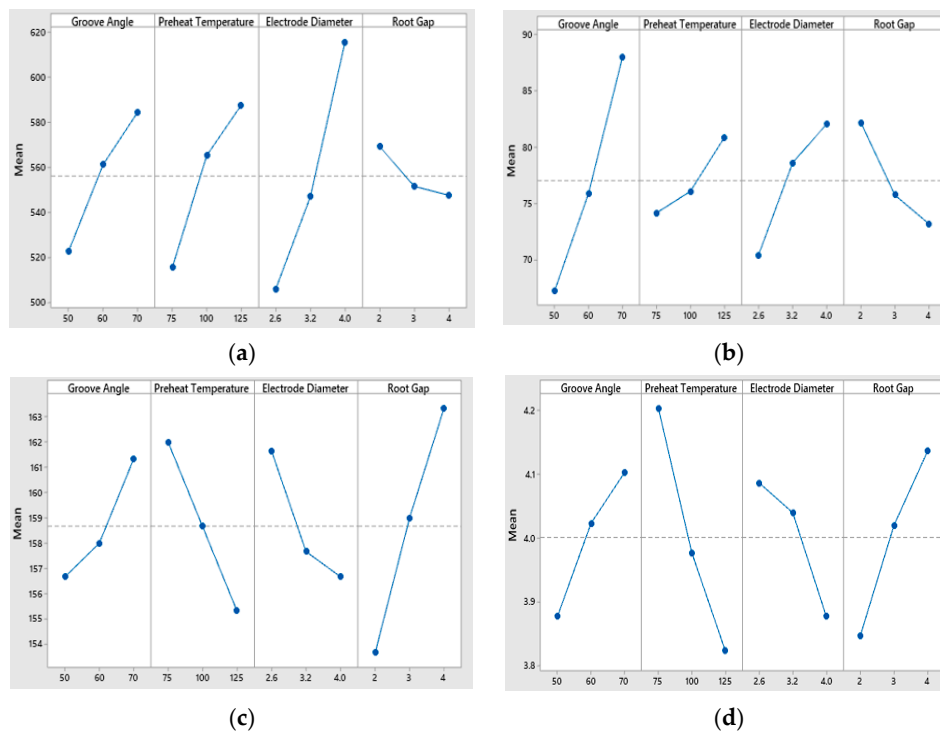 Groove Angle Preheat Temperature Electrode Diameter Root Gap
620
600
580
560
540
520
500
Mean
50 60 70 75 100 125 2.6 3.2 4.0 2 3 4
(a)
Groove Angle Preheat Temperature Electrode Diameter Root Gap
90
85
80
75
70
Mean
50 60 70 75 100 125 2.6 3.2 4.0 2 3 4
(b)
Groove Angle Preheat Temperature Electrode Diameter Root Gap
163
162
161
160
159
158
157
156
155
154
Mean
50 60 70 75 100 125 2.6 3.2 4.0 2 3 4
(c)
Groove Angle Preheat Temperature Electrode Diameter Root Gap
4.2
4.1
4.0
3.9
3.8
Mean
50 60 70 75 100 125 2.6 3.2 4.0 2 3 4
(d)